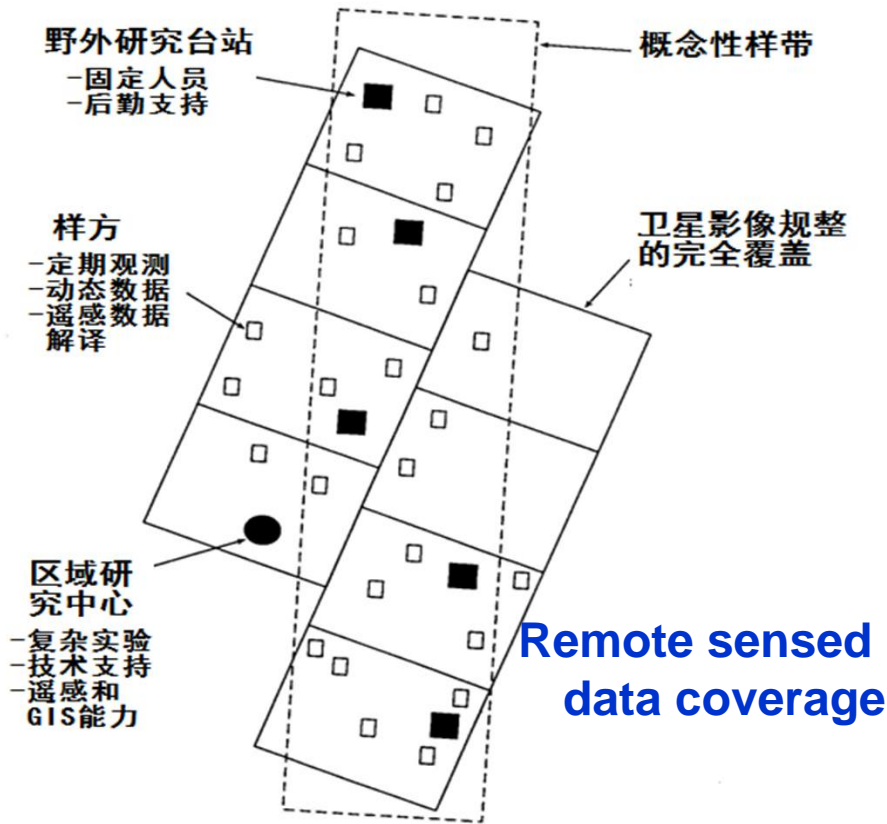 野外研究台站
-固定人员
-后勤支持
概念性样带
样方
-定期观测
-动态数据
-遥感数据
解译
卫星影像规整
的完全覆盖
区域研
究中心
-复杂实验
-技术支持
-遥感和
GIS能力
Remote sensed
data coverage